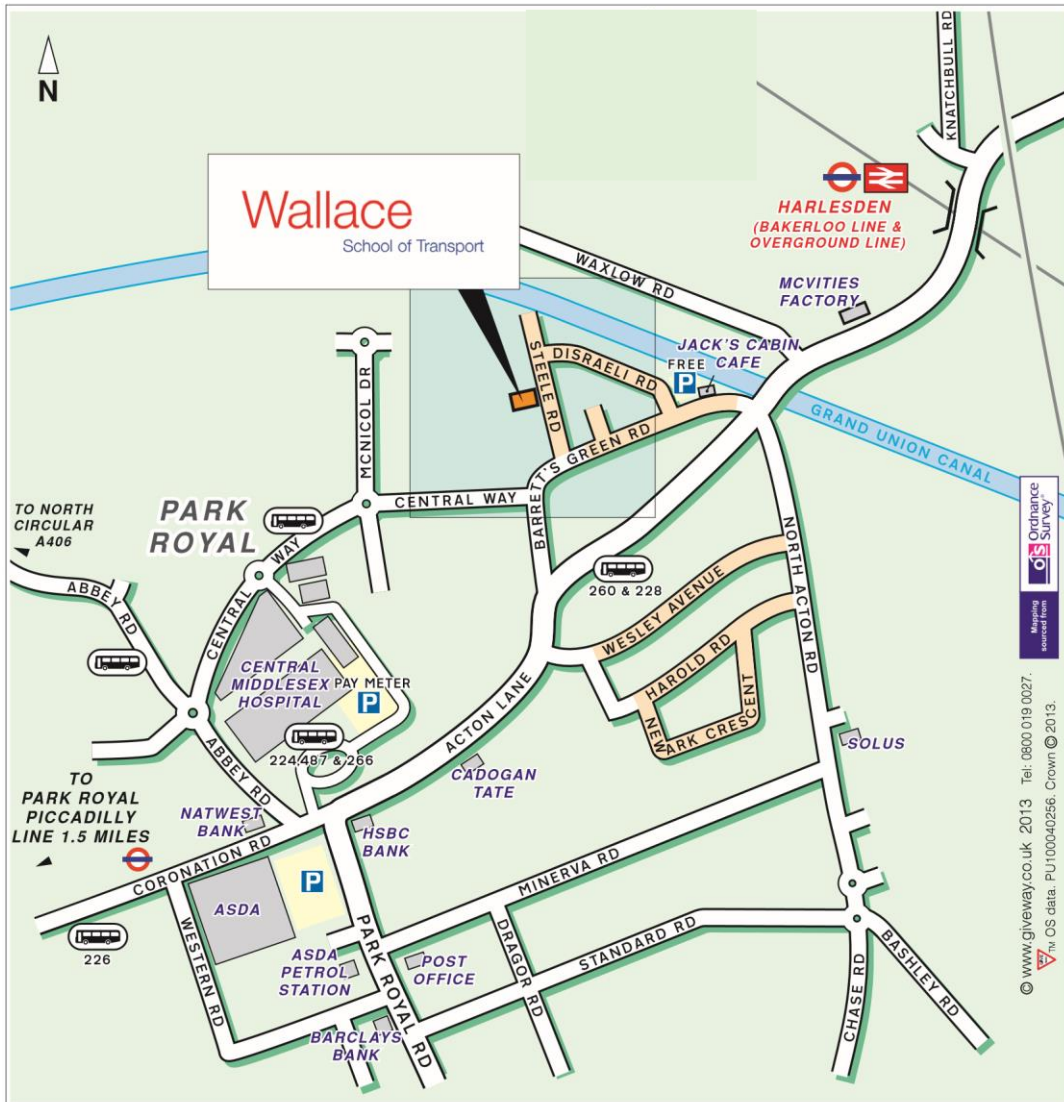 N
KNATCHBULL RD
Wallace
School of Transport
HARLESDEN
(BAKERLOO LINE &
OVERGROUND LINE)
WAXLOW RD
MCVITIES
FACTORY
JACK'S CABIN
CAFE
FREE
P
DISRAELI RD
STEELE RD
BARRETT'S GREEN RD
GRAND UNION CANAL
MCNICOL DR
CENTRAL WAY
PARK
ROYAL
TO NORTH
CIRCULAR
A406
ABBEY RD
CENTRAL WAY
260 & 228
WESLEY AVENUE
NORTH ACTON RD
HAROLD RD
NEW ARK CRESCENT
CENTRAL
MIDDLESEX
HOSPITAL
PAY METER
P
224,487 & 266
ACTON LANE
CADOGAN
TATE
SOLUS
ABBEY RD
TO
PARK ROYAL
PICCADILLY
LINE 1.5 MILES
NATWEST
BANK
HSBC
BANK
CORONATION RD
226
ASDA
P
WESTERN RD
MINERVA RD
ASDA
PETROL
STATION
PARK ROYAL RD
POST
OFFICE
DRAGOR RD
STANDARD RD
BARCLAYS
BANK
CHASE RD
BASHLEY RD
Ordnance
Survey®
Mapping
sourced from
© www.giveway.co.uk 2013 Tel: 0800 019 0027.
TM OS data. PU100040256. Crown © 2013.